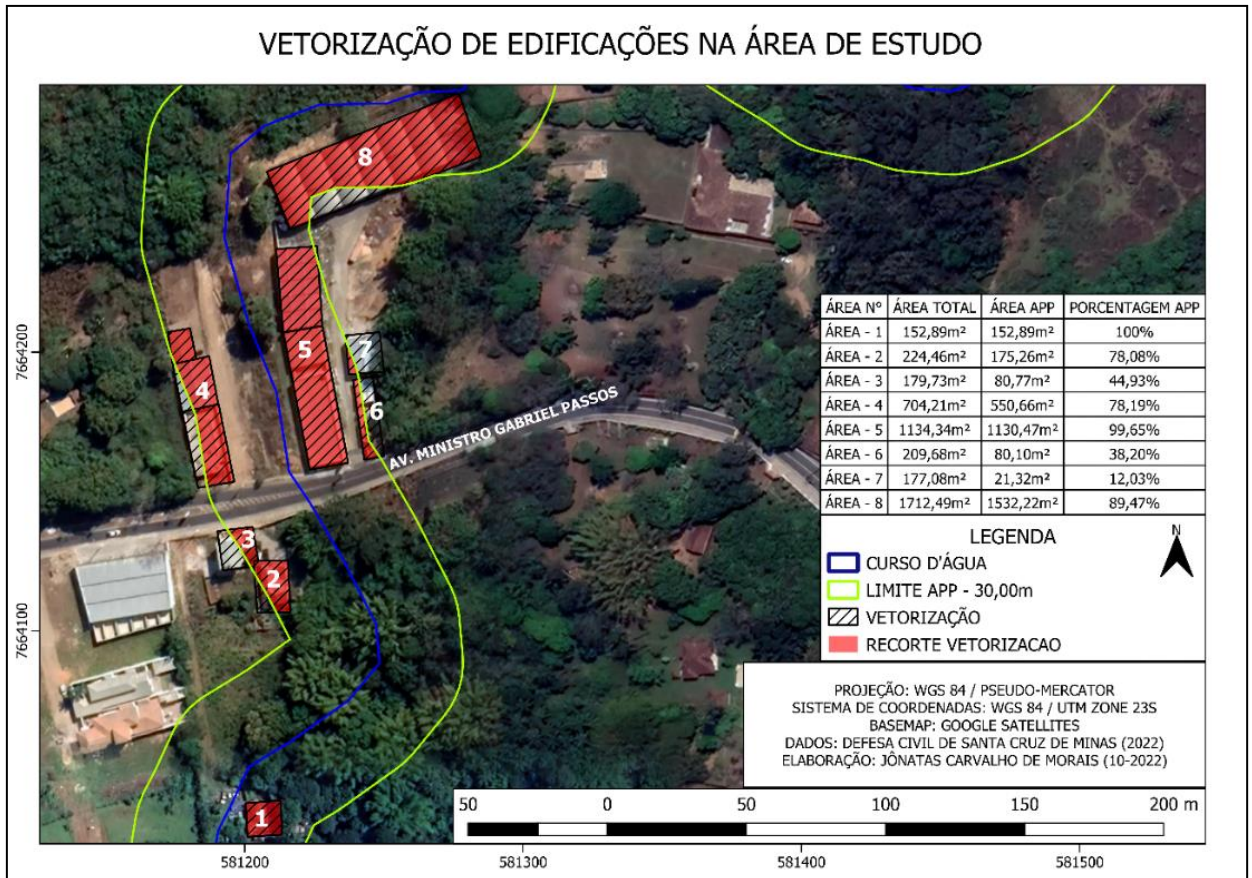 VETORIZAÇÃO DE EDIFICAÇÕES NA ÁREA DE ESTUDO
8
5
7
4
6
AV. MINISTRO GABRIEL PASSOS
3
2
1
7664200
7664100
ÁREA Nº ÁREA TOTAL ÁREA APP PORCENTAGEM APP
ÁREA - 1 152,89m² 152,89m² 100%
ÁREA - 2 224,46m² 175,26m² 78,08%
ÁREA - 3 179,73m² 80,77m² 44,93%
ÁREA - 4 704,21m² 550,66m² 78,19%
ÁREA - 5 1134,34m² 1130,47m² 99,65%
ÁREA - 6 209,68m² 80,10m² 38,20%
ÁREA - 7 177,08m² 21,32m² 12,03%
ÁREA - 8 1712,49m² 1532,22m² 89,47%
LEGENDA
N
CURSO D'ÁGUA
LIMITE APP - 30,00m
VETORIZAÇÃO
RECORTE VETORIZACAO
PROJEÇÃO: WGS 84 / PSEUDO-MERCATOR
SISTEMA DE COORDENADAS: WGS 84 / UTM ZONE 23S
BASEMAP: GOOGLE SATELLITES
DADOS: DEFESA CIVIL DE SANTA CRUZ DE MINAS (2022)
ELABORAÇÃO: JÔNATAS CARVALHO DE MORAIS (10-2022)
50 0 50 100 150 200 m
581200 581300 581400 581500